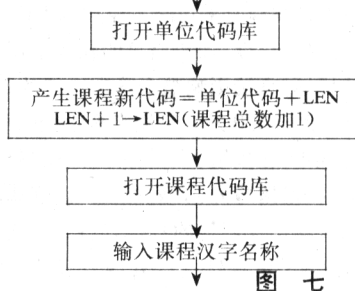 打开单位代码库
产生课程新代码=单位代码+LEN
LEN+1→LEN(课程总数加1)
打开课程代码库
输入课程汉字名称
图 七